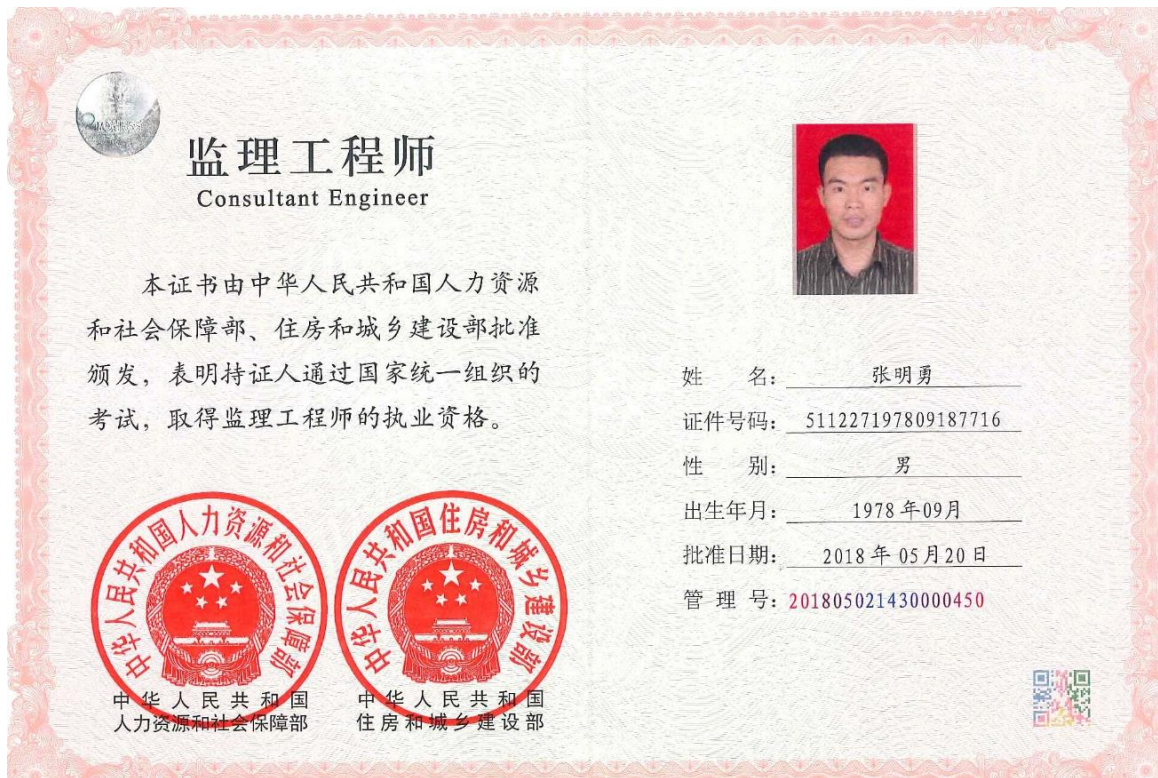 监理工程师
Consultant Engineer
本证书由中华人民共和国人力资源
和社会保障部、住房和城乡建设部批准
颁发，表明持证人通过国家统一组织的
考试，取得监理工程师的执业资格。
中华人民共和国人力资源和社会保障部
中华人民共和国住房和城乡建设部
中华人民共和国
人力资源和社会保障部
中华人民共和国
住房和城乡建设部
姓 名：张明勇
证件号码：511227197809187716
性 别：男
出生年月：1978年09月
批准日期：2018年05月20日
管 理 号：201805021430000450